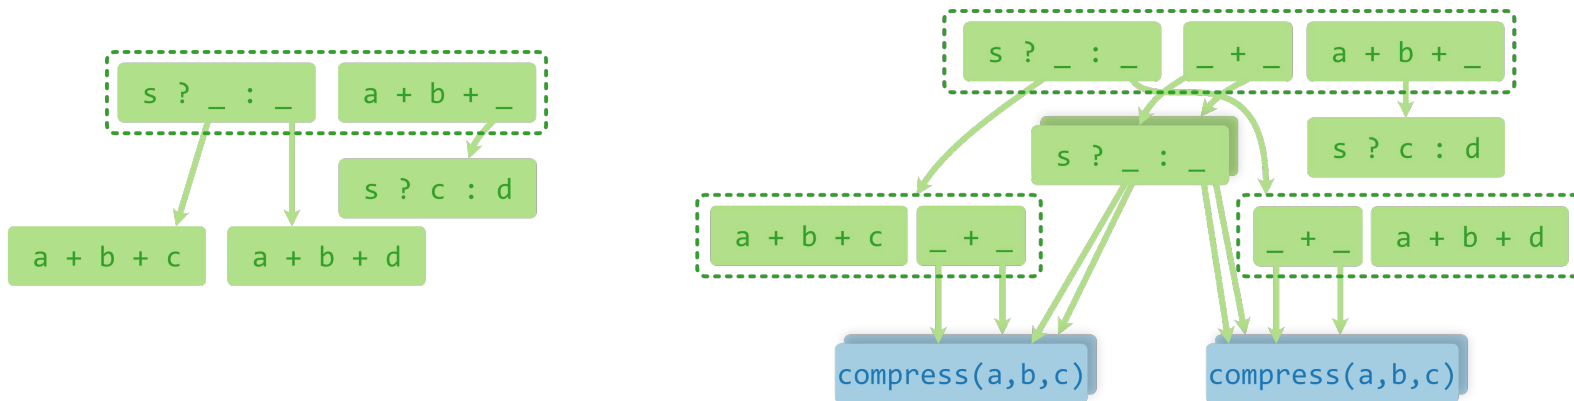 s ? _ : _
a + b + _
s ? c : d
a + b + c
a + b + d
s ? _ : _
_ + _
a + b + _
s ? _ : _
s ? c : d
a + b + c
_ + _
_ + _
a + b + d
compress(a,b,c)
compress(a,b,c)